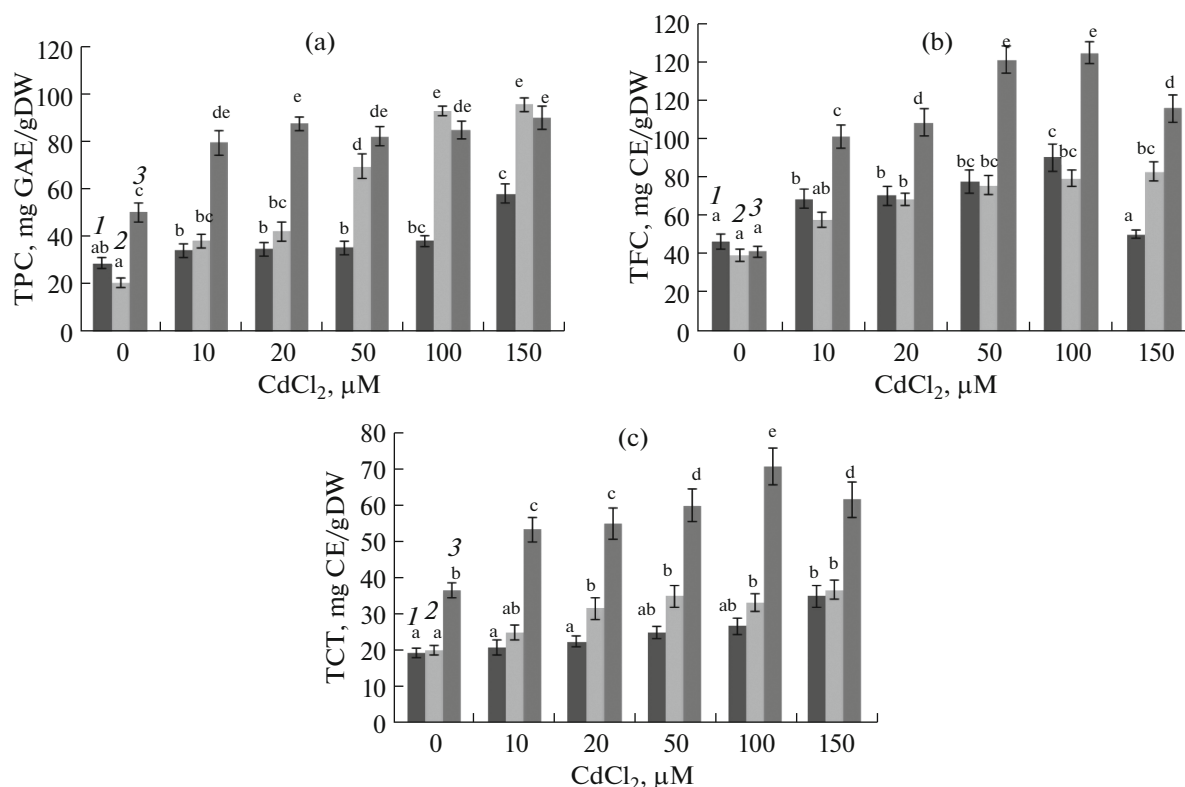 (a)
120
100
80
60
40
20
0
TPC, mg GAE/gDW
1
ab
2
a
3
c
b
bc
de
b
bc
e
b
d
de
bc
e
de
c
e
e
0 10 20 50 100 150
CdCl₂, μM
(b)
120
120
100
80
60
40
20
0
TFC, mg CE/gDW
1
a
2
a
3
a
b
ab
c
b
b
d
bc
bc
e
c
bc
e
a
bc
d
0 10 20 50 100 150
CdCl₂, μM
(c)
80
70
60
50
40
30
20
10
0
TCT, mg CE/gDW
1
a
2
a
3
b
a
ab
c
a
b
c
ab
b
d
ab
b
e
b
b
d
0 10 20 50 100 150
CdCl₂, μM